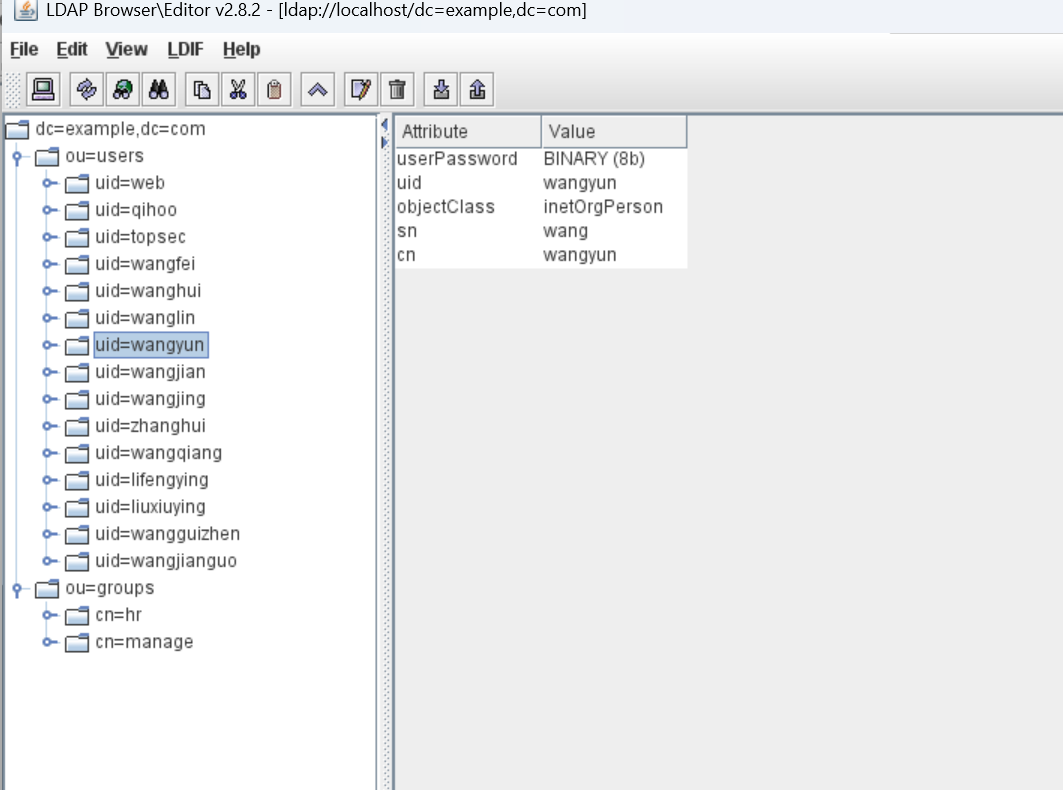 LDAP Browser\Editor v2.8.2 - [ldap://localhost/dc=example,dc=com]
File Edit View LDIF Help
dc=example,dc=com
ou=users
uid=web
uid=qihoo
uid=topsec
uid=wangfei
uid=wanghui
uid=wanglin
uid=wangyun
uid=wangjian
uid=wangjing
uid=zhanghui
uid=wangqiang
uid=lifengying
uid=liuxiuying
uid=wangguizhen
uid=wangjianguo
ou=groups
cn=hr
cn=manage
Attribute Value
userPassword BINARY (8b)
uid wangyun
objectClass inetOrgPerson
sn wang
cn wangyun